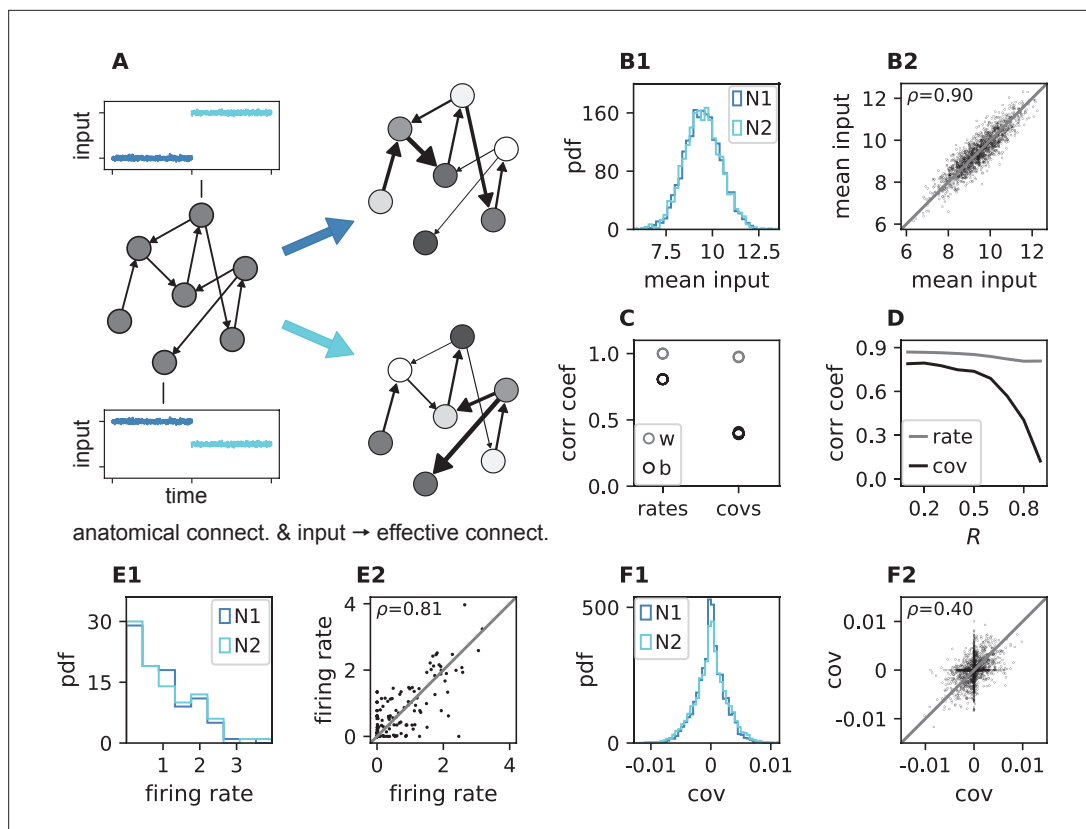 A
input
input
time
anatomical connect. & input → effective connect.
B1
160
80
0
pdf
N1
N2
7.5 10 12.5
mean input
B2
ρ=0.90
12
10
8
6
mean input
6 8 10 12
mean input
C
1.0
0.5
0.0
corr coef
w
b
rates covs
D
0.9
0.6
0.3
0.0
corr coef
rate
cov
0.2 0.5 0.8
R
E1
30
15
0
pdf
N1
N2
1 2 3
firing rate
E2
ρ=0.81
4
2
0
firing rate
0 2 4
firing rate
F1
500
0
pdf
N1
N2
-0.01 0 0.01
cov
F2
ρ=0.40
0.01
0
-0.01
cov
-0.01 0 0.01
cov